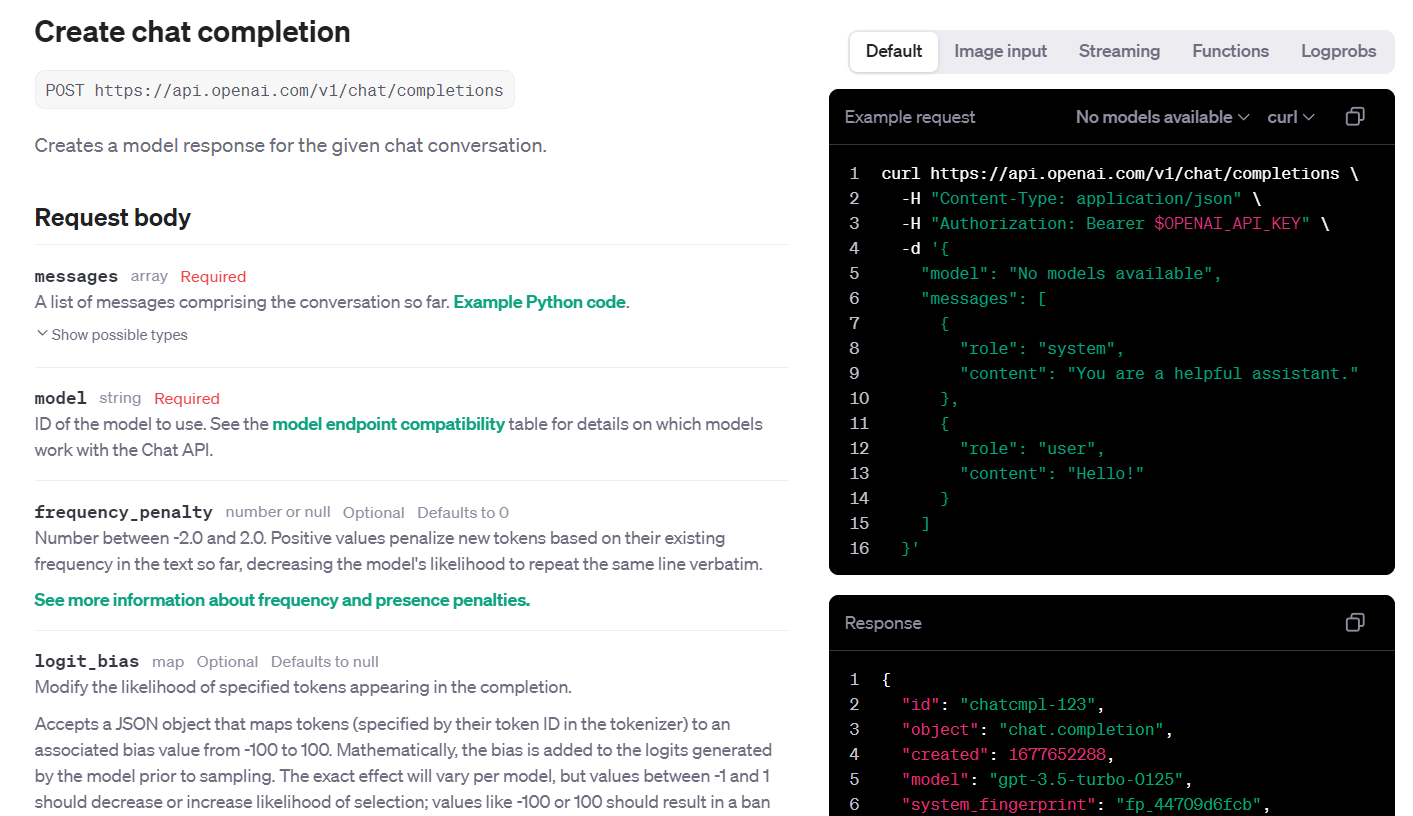 Create chat completion
POST https://api.openai.com/v1/chat/completions
Creates a model response for the given chat conversation.
Request body
messages array Required
A list of messages comprising the conversation so far. Example Python code.
Show possible types
model string Required
ID of the model to use. See the model endpoint compatibility table for details on which models
work with the Chat API.
frequency_penalty number or null Optional Defaults to 0
Number between -2.0 and 2.0. Positive values penalize new tokens based on their existing
frequency in the text so far, decreasing the model's likelihood to repeat the same line verbatim.
See more information about frequency and presence penalties.
logit_bias map Optional Defaults to null
Modify the likelihood of specified tokens appearing in the completion.
Accepts a JSON object that maps tokens (specified by their token ID in the tokenizer) to an
associated bias value from -100 to 100. Mathematically, the bias is added to the logits generated
by the model prior to sampling. The exact effect will vary per model, but values between -1 and 1
should decrease or increase likelihood of selection; values like -100 or 100 should result in a ban
Default Image input Streaming Functions Logprobs
Example request No models available curl
1 curl https://api.openai.com/v1/chat/completions \
2   -H "Content-Type: application/json" \
3   -H "Authorization: Bearer $OPENAI_API_KEY" \
4   -d '{
5     "model": "No models available",
6     "messages": [
7       {
8         "role": "system",
9         "content": "You are a helpful assistant."
10       },
11       {
12         "role": "user",
13         "content": "Hello!"
14       }
15     ]
16   }'
Response
1 {
2   "id": "chatcmpl-123",
3   "object": "chat.completion",
4   "created": 1677652288,
5   "model": "gpt-3.5-turbo-0125",
6   "system_fingerprint": "fp_44709d6fcb",